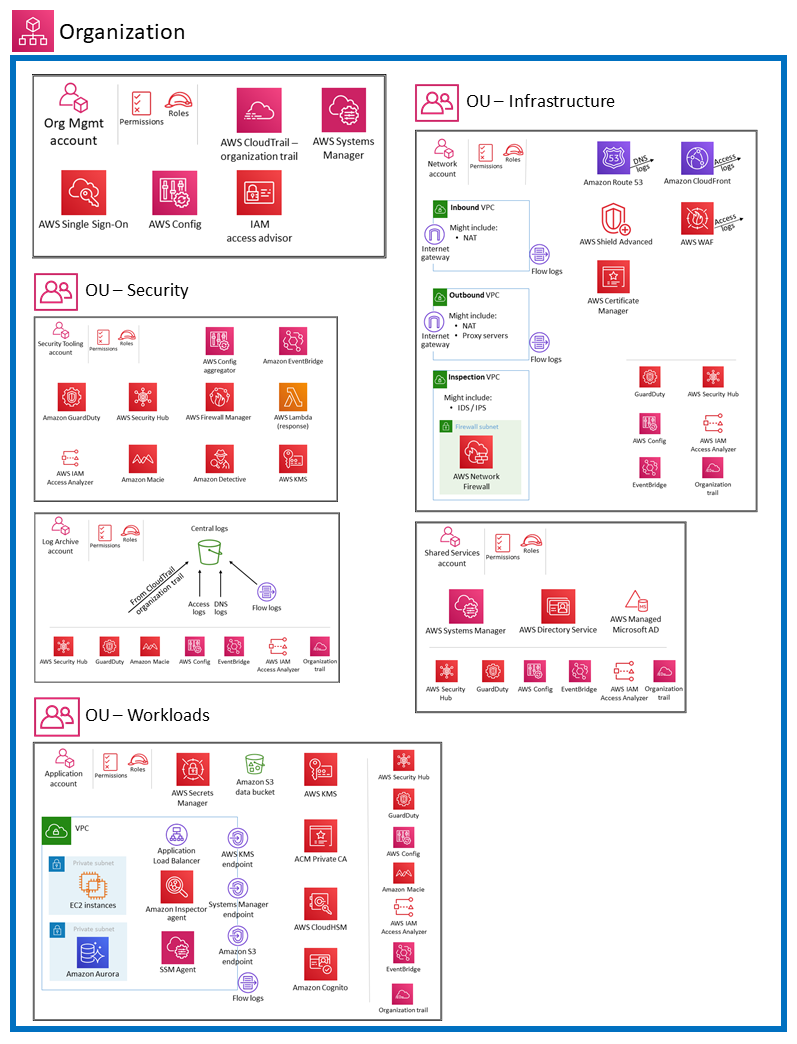 Organization
Org Mgmt
account
Permissions
Roles
AWS CloudTrail –
organization trail
AWS Systems
Manager
AWS Single Sign-On
AWS Config
IAM
access advisor
OU – Security
Security Tooling
account
Permissions
Roles
AWS Config
aggregator
Amazon EventBridge
Amazon GuardDuty
AWS Security Hub
AWS Firewall Manager
AWS Lambda
(response)
AWS IAM
Access Analyzer
Amazon Macie
Amazon Detective
AWS KMS
Log Archive
account
Permissions
Roles
Central logs
From CloudTrail
organization trail
Access
logs
DNS
logs
Flow logs
AWS Security Hub
GuardDuty
Amazon Macie
AWS Config
EventBridge
AWS IAM
Access Analyzer
Organization
trail
OU – Workloads
Application
account
Permissions
Roles
AWS Secrets
Manager
Amazon S3
data bucket
AWS KMS
VPC
Application
Load Balancer
AWS KMS
endpoint
Private subnet
EC2 instances
Amazon Inspector
agent
Systems Manager
endpoint
Private subnet
Amazon Aurora
SSM Agent
Amazon S3
endpoint
Flow logs
ACM Private CA
AWS CloudHSM
Amazon Cognito
AWS Security Hub
GuardDuty
AWS Config
Amazon Macie
AWS IAM
Access Analyzer
EventBridge
Organization trail
OU – Infrastructure
Network
account
Permissions
Roles
53
DNS
logs
Amazon Route 53
Access
logs
Amazon CloudFront
Inbound VPC
Might include:
• NAT
Internet
gateway
Flow logs
AWS Shield Advanced
Access
logs
AWS WAF
AWS Certificate
Manager
Outbound VPC
Might include:
• NAT
• Proxy servers
Internet
gateway
Flow logs
Inspection VPC
Might include:
• IDS / IPS
Firewall subnet
AWS Network
Firewall
GuardDuty
AWS Security Hub
AWS Config
AWS IAM
Access Analyzer
EventBridge
Organization
trail
Shared Services
account
Permissions
Roles
AWS Systems Manager
AWS Directory Service
MS
AWS Managed
Microsoft AD
AWS Security
Hub
GuardDuty
AWS Config
EventBridge
AWS IAM
Access Analyzer
Organization
trail